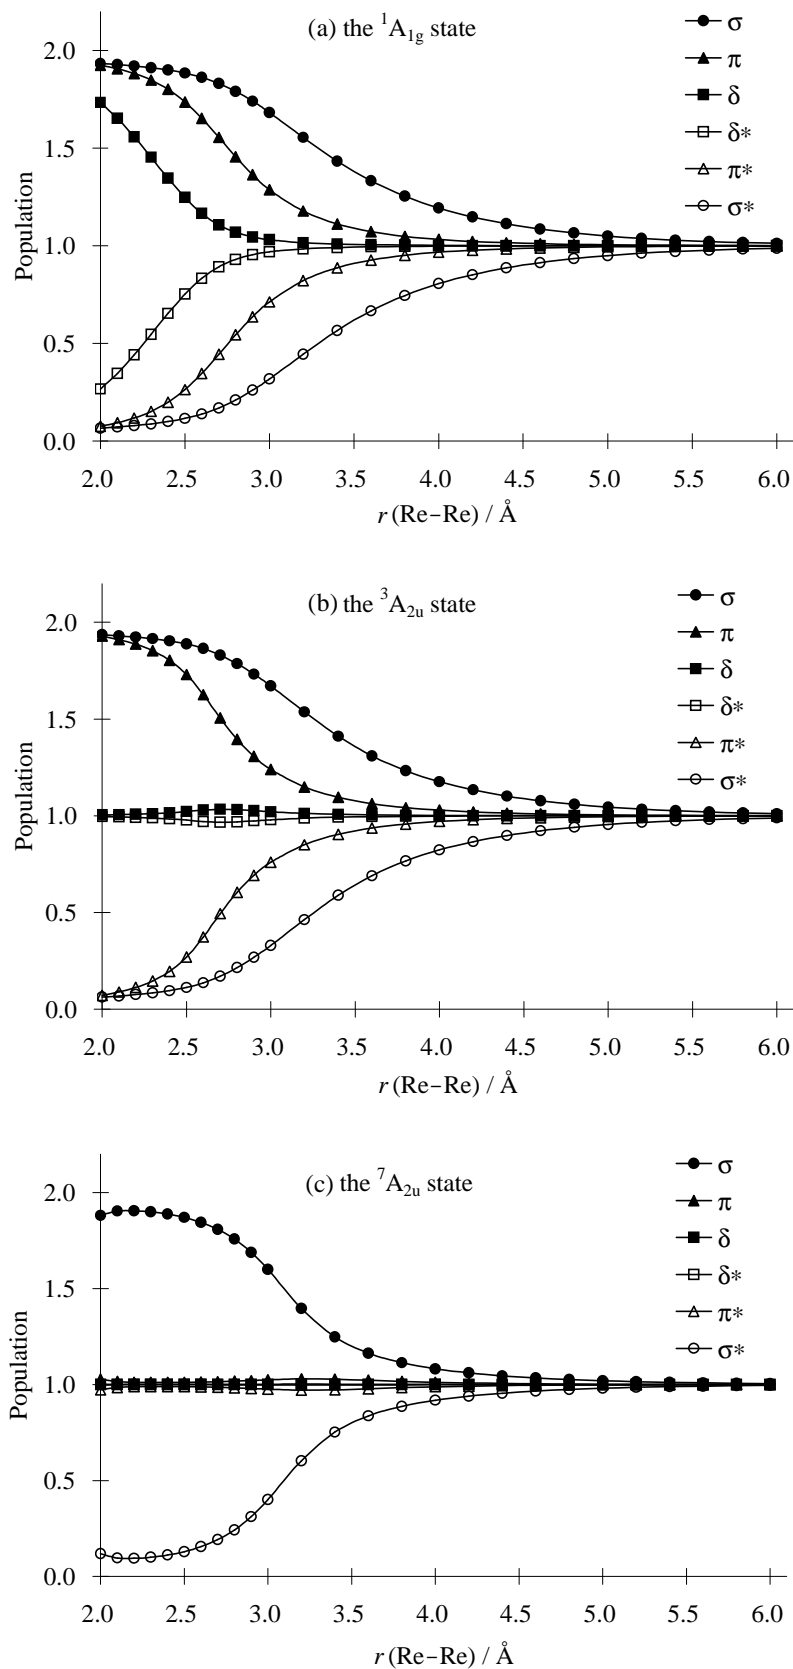 (a) the ¹A₁g state
σ
π
δ
δ*
π*
σ*
2.0
1.5
1.0
0.5
0.0
Population
2.0 2.5 3.0 3.5 4.0 4.5 5.0 5.5 6.0
r (Re−Re) / Å
(b) the ³A₂u state
σ
π
δ
δ*
π*
σ*
2.0
1.5
1.0
0.5
0.0
Population
2.0 2.5 3.0 3.5 4.0 4.5 5.0 5.5 6.0
r (Re−Re) / Å
(c) the ⁷A₂u state
σ
π
δ
δ*
π*
σ*
2.0
1.5
1.0
0.5
0.0
Population
2.0 2.5 3.0 3.5 4.0 4.5 5.0 5.5 6.0
r (Re−Re) / Å